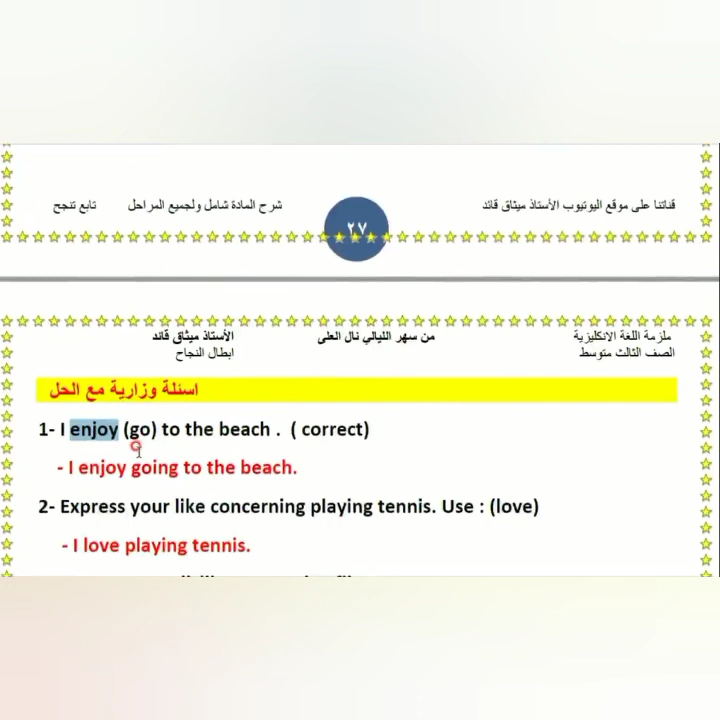 قناتنا على موقع اليوتيوب الأستاذ ميثاق قائد شرح المادة شامل ولجميع المراحل تابع تنجح
٢٧
ملزمة اللغة الانكليزية من سهر الليالي نال العلى الأستاذ ميثاق قائد
الصف الثالث متوسط ابطال النجاح
اسئلة وزارية مع الحل
1- I enjoy (go) to the beach . ( correct)
- I enjoy going to the beach.
2- Express your like concerning playing tennis. Use : (love)
- I love playing tennis.